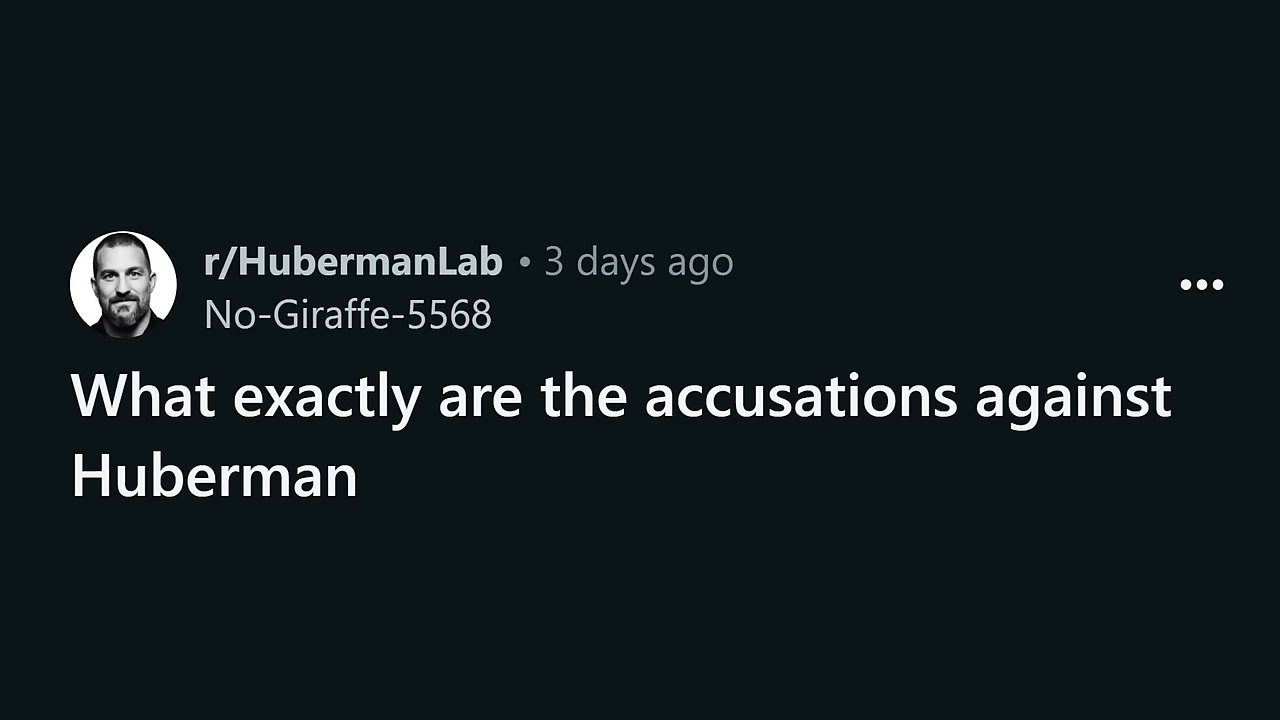 r/HubermanLab • 3 days ago
No-Giraffe-5568
What exactly are the accusations against
Huberman